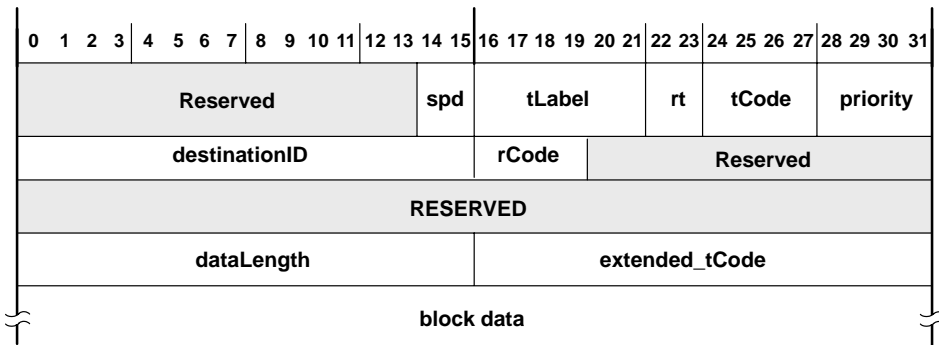 0 1 2 3 4 5 6 7 8 9 10 11 12 13 14 15 16 17 18 19 20 21 22 23 24 25 26 27 28 29 30 31
Reserved spd tLabel rt tCode priority
destinationID rCode Reserved
RESERVED
dataLength extended_tCode
block data